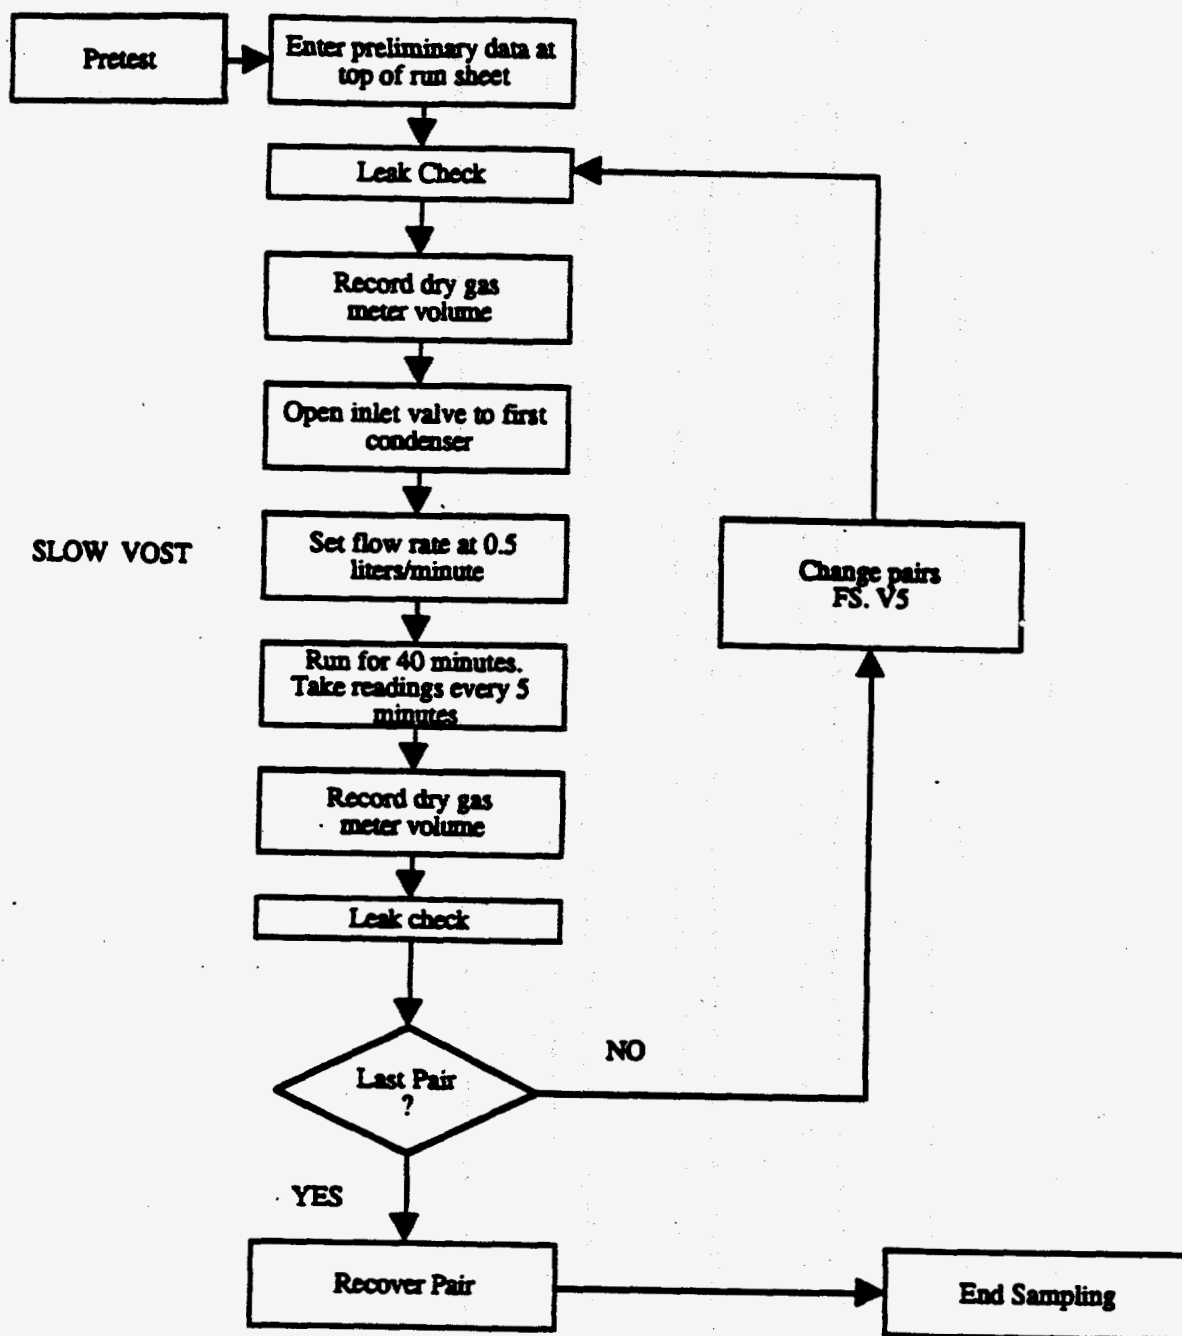 Pretest
Enter preliminary data at
top of run sheet
Leak Check
Record dry gas
meter volume
Open inlet valve to first
condenser
SLOW VOST
Set flow rate at 0.5
liters/minute
Change pairs
FS. V5
Run for 40 minutes.
Take readings every 5
minutes
Record dry gas
meter volume
Leak check
Last Pair
?
NO
YES
Recover Pair
End Sampling